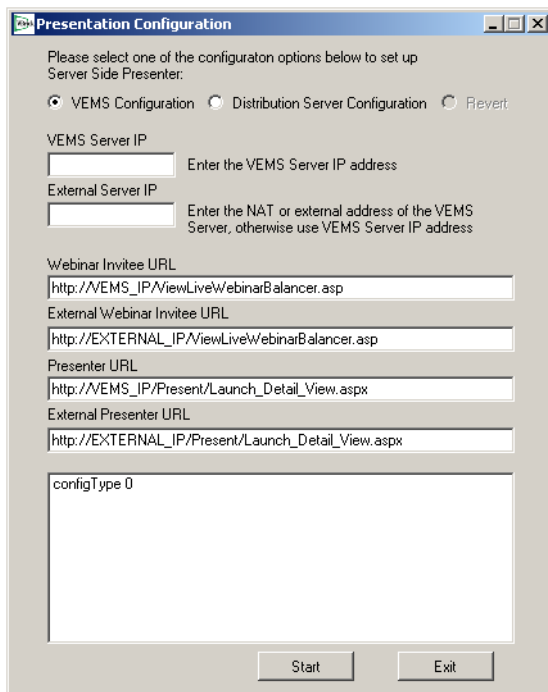 Presentation Configuration
Please select one of the configuraton options below to set up
Server Side Presenter:
VEMS Configuration Distribution Server Configuration Revert
VEMS Server IP
Enter the VEMS Server IP address
External Server IP
Enter the NAT or external address of the VEMS
Server, otherwise use VEMS Server IP address
Webinar Invitee URL
http://VEMS_IP/ViewLiveWebinarBalancer.asp
External Webinar Invitee URL
http://EXTERNAL_IP/ViewLiveWebinarBalancer.asp
Presenter URL
http://VEMS_IP/Present/Launch_Detail_View.aspx
External Presenter URL
http://EXTERNAL_IP/Present/Launch_Detail_View.aspx
configType 0
Start Exit